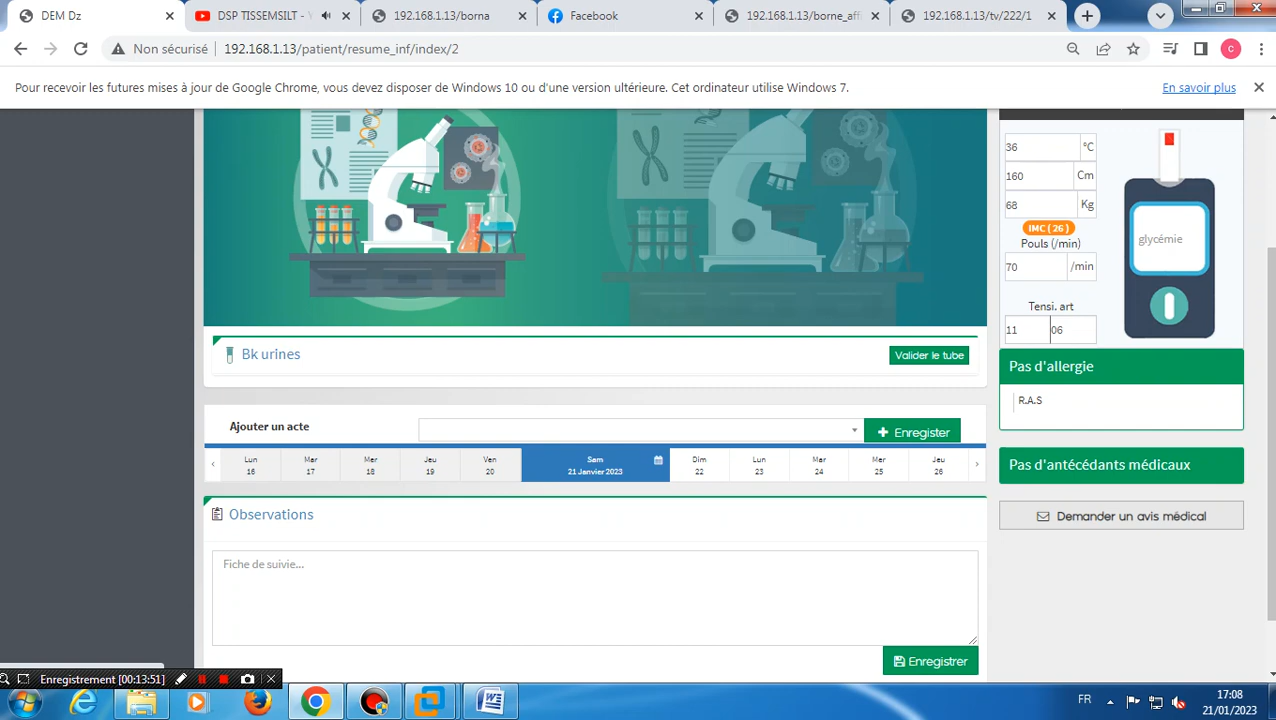 DEM Dz
DSP TISSEMSILT - Y
192.168.1.13/borna
Facebook
192.168.1.13/borne_affi
192.168.1.13/tv/222/1
Non sécurisé
192.168.1.13/patient/resume_inf/index/2
c
Pour recevoir les futures mises à jour de Google Chrome, vous devez disposer de Windows 10 ou d'une version ultérieure. Cet ordinateur utilise Windows 7.
En savoir plus
36 °C
160 Cm
68 Kg
IMC ( 26 )
Pouls (/min)
70 /min
Tensi. art
11 06
glycémie
Bk urines
Valider le tube
Pas d'allergie
R.A.S
Ajouter un acte
Enregistrer
Lun 16
Mar 17
Mer 18
Jeu 19
Ven 20
Sam 21 Janvier 2023
Dim 22
Lun 23
Mar 24
Mer 25
Jeu 26
Pas d'antécédants médicaux
Demander un avis médical
Observations
Fiche de suivie...
Enregistrer
Enregistrement [00:13:51]
FR
17:08
21/01/2023